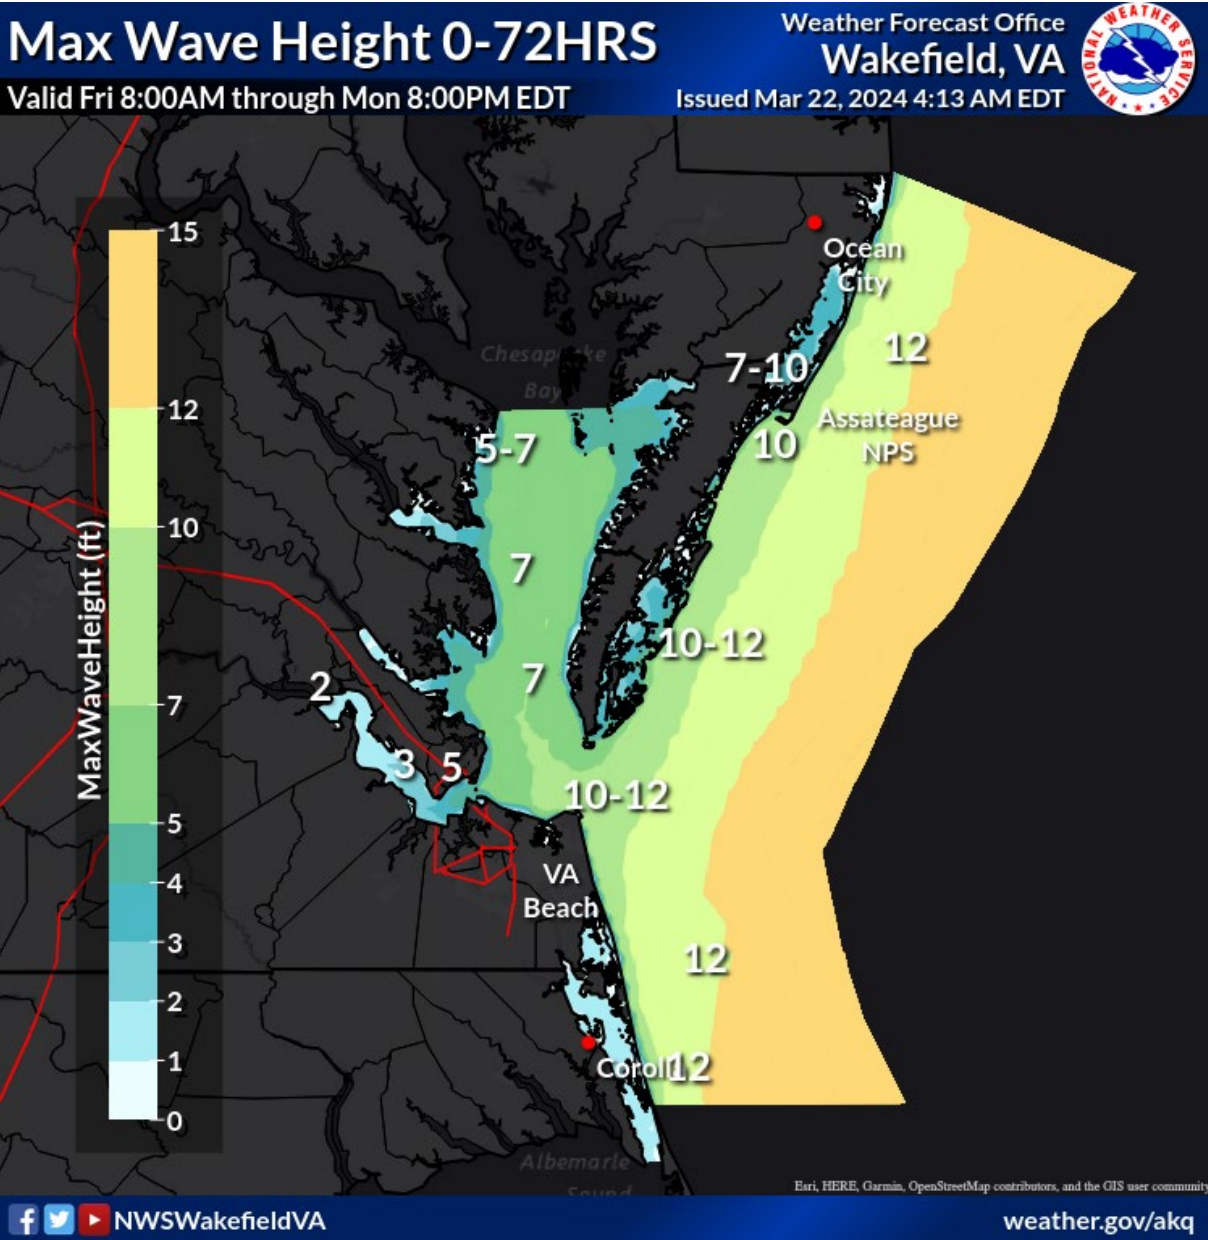 Max Wave Height 0-72HRS
Valid Fri 8:00AM through Mon 8:00PM EDT
Weather Forecast Office
Wakefield, VA
Issued Mar 22, 2024 4:13 AM EDT
NATIONAL WEATHER SERVICE
MaxWaveHeight (ft)
15
12
10
7
5
4
3
2
1
0
Ocean
City
Chesapeake
Bay
12
7-10
Assateague
NPS
5-7
10
7
10-12
7
2
3
5
10-12
VA
Beach
12
Corolla
12
Albemarle
Sound
Esri, HERE, Garmin, OpenStreetMap contributors, and the GIS user community
NWSWakefieldVA
weather.gov/akq